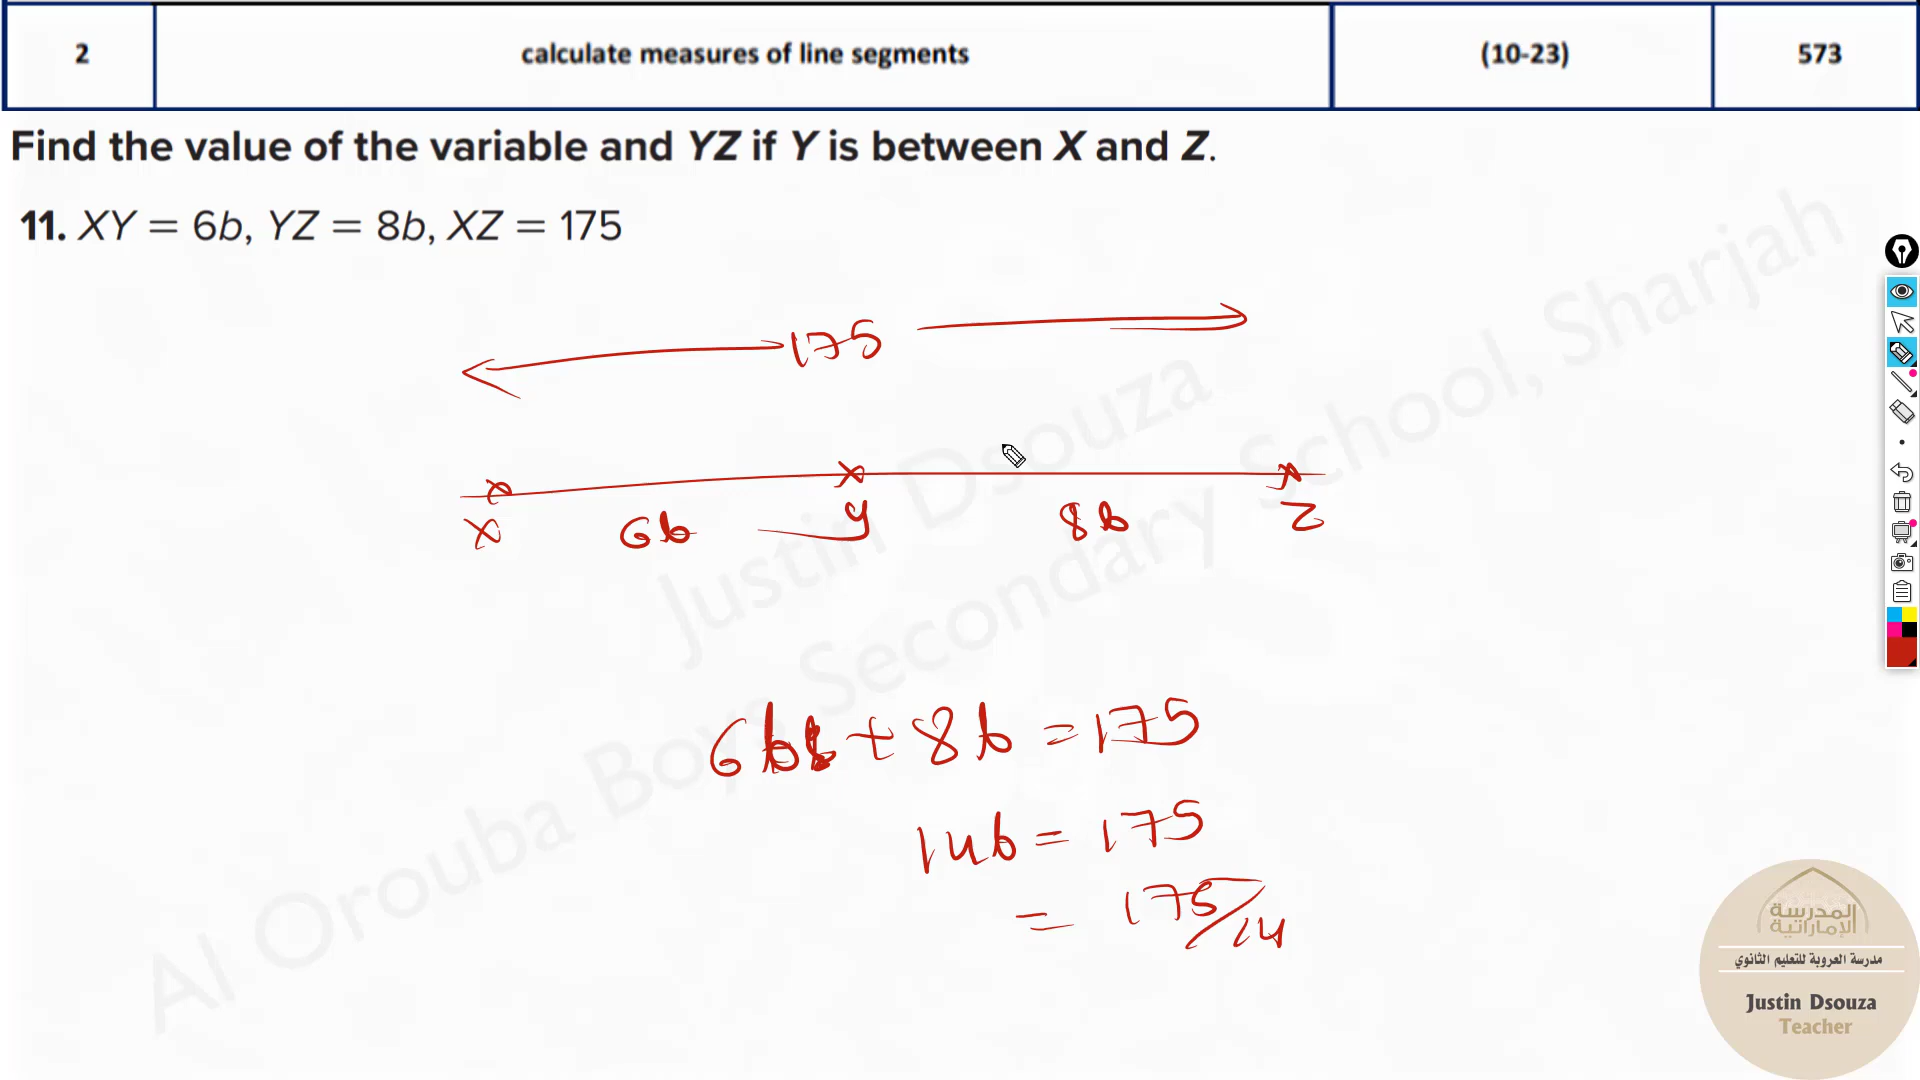 2 calculate measures of line segments (10-23) 573
Find the value of the variable and YZ if Y is between X and Z.
11. XY = 6b, YZ = 8b, XZ = 175
175
X 6b Y 8b Z
6b + 8b = 175
14b = 175
= 175/14
Justin Dsouza
Al Orouba Boys Secondary School, Sharjah
المدرسة
الإماراتية
مدرسة العروبة للتعليم الثانوي
Justin Dsouza
Teacher